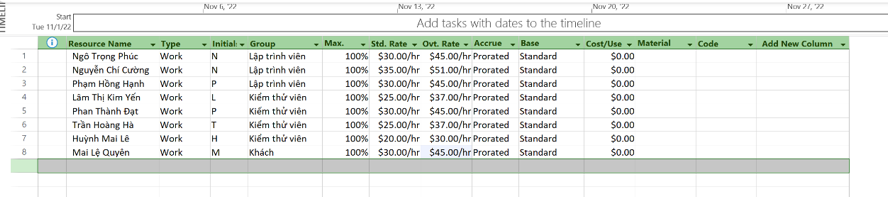 TIMELIN
Nov 6, '22 Nov 13, '22 Nov 20, '22 Nov 27, '22
Start
Tue 11/1/22
Add tasks with dates to the timeline
Resource Name Type Initial Group Max. Std. Rate Ovt. Rate Accrue Base Cost/Use Material Code Add New Column
1 Ngô Trọng Phúc Work N Lập trình viên 100% $30.00/hr $45.00/hr Prorated Standard $0.00
2 Nguyễn Chí Cường Work N Lập trình viên 100% $35.00/hr $51.00/hr Prorated Standard $0.00
3 Phạm Hồng Hạnh Work P Lập trình viên 100% $30.00/hr $45.00/hr Prorated Standard $0.00
4 Lâm Thị Kim Yến Work L Kiểm thử viên 100% $25.00/hr $37.00/hr Prorated Standard $0.00
5 Phan Thành Đạt Work P Kiểm thử viên 100% $30.00/hr $45.00/hr Prorated Standard $0.00
6 Trần Hoàng Hà Work T Kiểm thử viên 100% $25.00/hr $37.00/hr Prorated Standard $0.00
7 Huỳnh Mai Lê Work H Kiểm thử viên 100% $20.00/hr $30.00/hr Prorated Standard $0.00
8 Mai Lệ Quyên Work M Khách 100% $30.00/hr $45.00/hr Prorated Standard $0.00